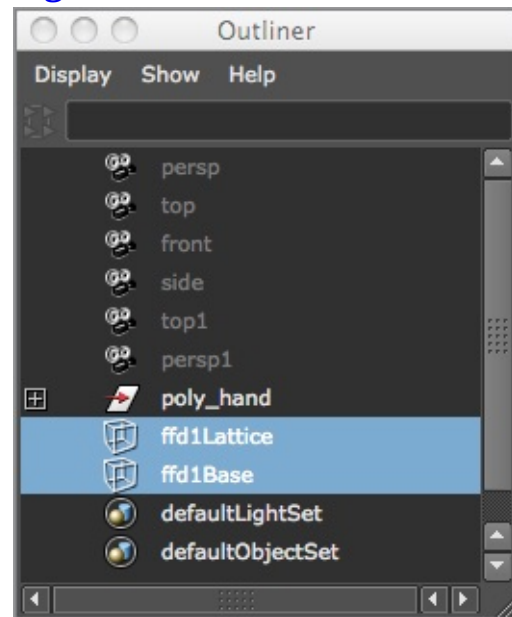 Outliner
Display Show Help
persp
top
front
side
top1
persp1
poly_hand
ffd1Lattice
ffd1Base
defaultLightSet
defaultObjectSet